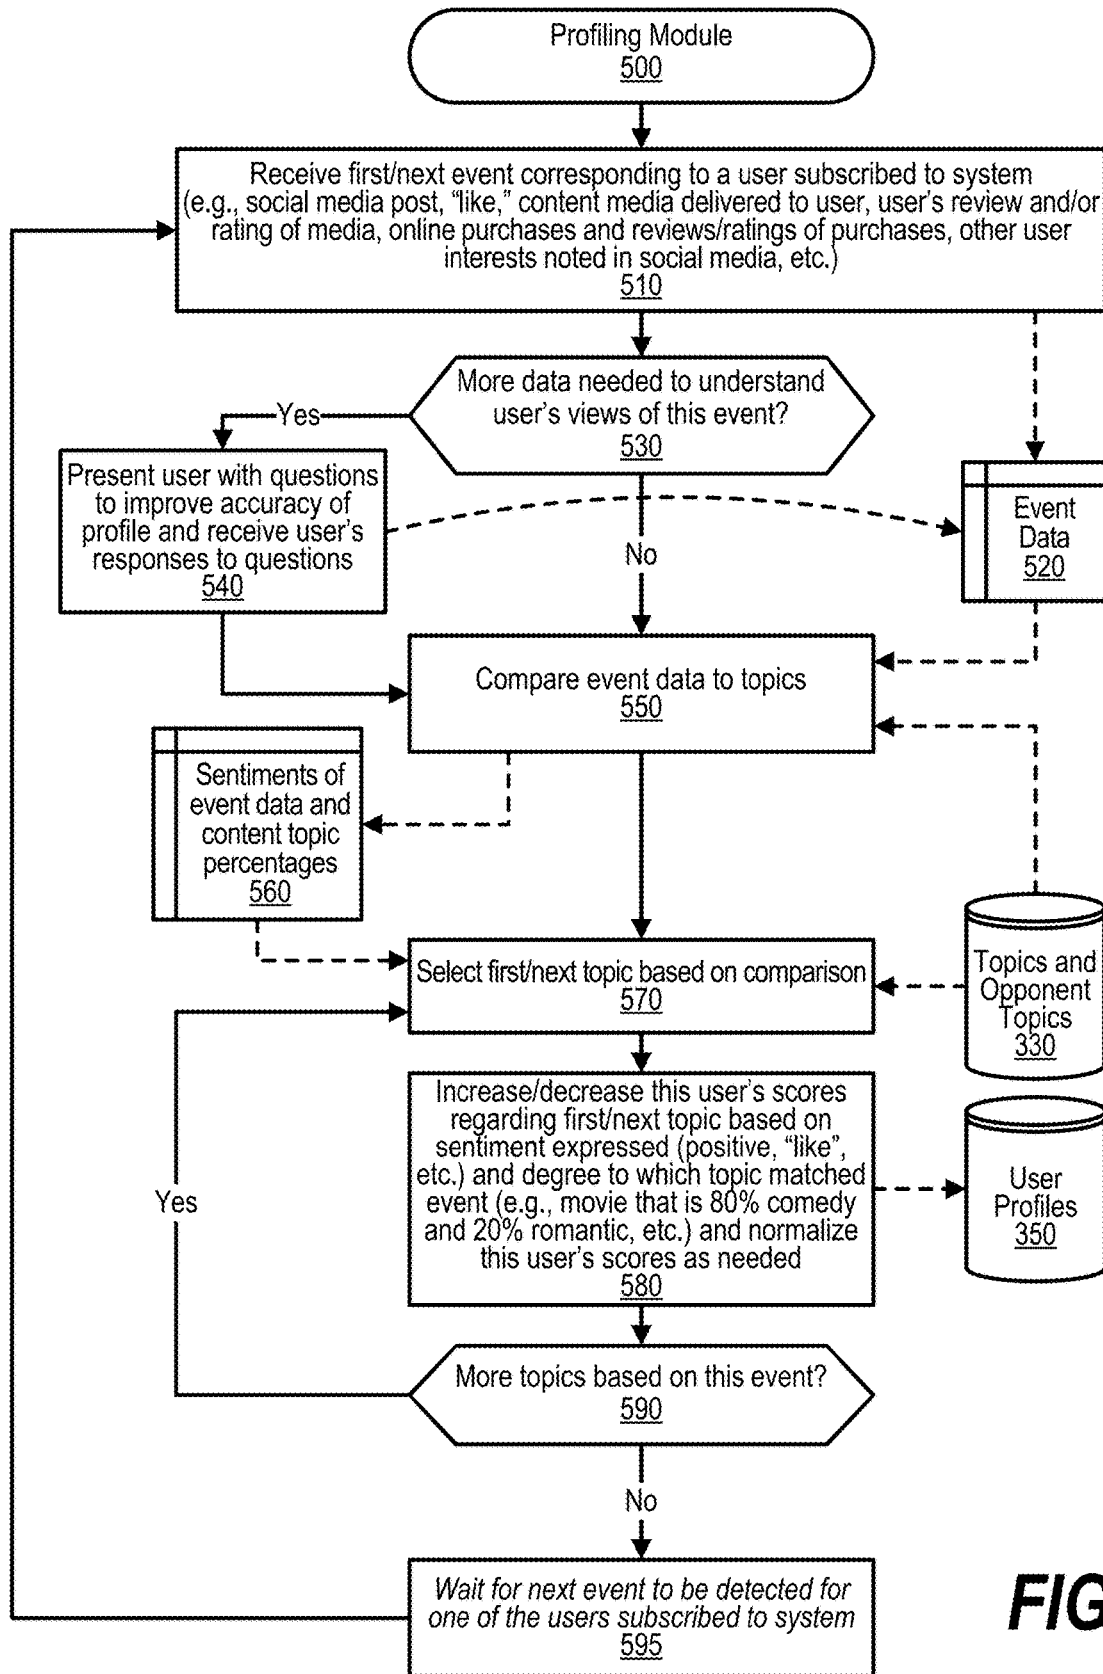 Profiling Module
500
Receive first/next event corresponding to a user subscribed to system
(e.g., social media post, “like,” content media delivered to user, user’s review and/or
rating of media, online purchases and reviews/ratings of purchases, other user
interests noted in social media, etc.)
510
More data needed to understand
user’s views of this event?
530
Yes
Present user with questions
to improve accuracy of
profile and receive user’s
responses to questions
540
No
Event
Data
520
Compare event data to topics
550
Sentiments of
event data and
content topic
percentages
560
Select first/next topic based on comparison
570
Topics and
Opponent
Topics
330
Increase/decrease this user’s scores
regarding first/next topic based on
sentiment expressed (positive, “like”,
etc.) and degree to which topic matched
event (e.g., movie that is 80% comedy
and 20% romantic, etc.) and normalize
this user’s scores as needed
580
User
Profiles
350
Yes
More topics based on this event?
590
No
Wait for next event to be detected for
one of the users subscribed to system
595
FIG